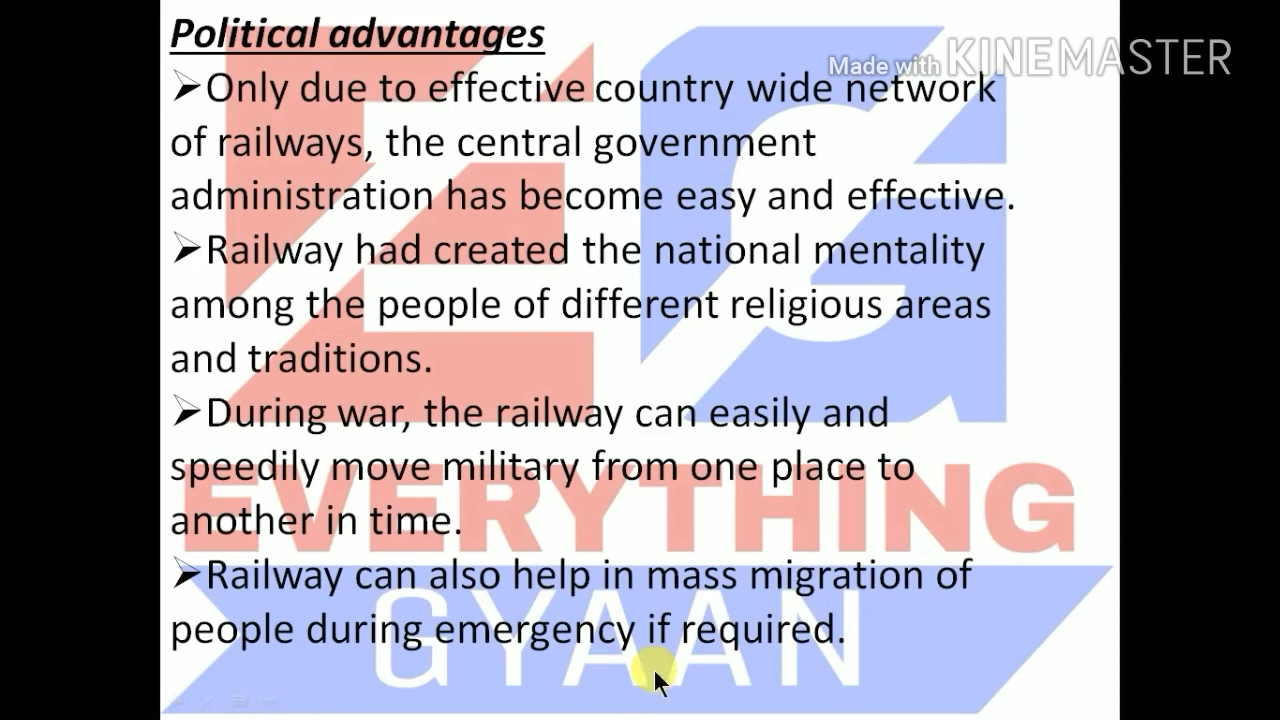 Political advantages
Made with KINEMASTER
➢Only due to effective country wide network
of railways, the central government
administration has become easy and effective.
➢Railway had created the national mentality
among the people of different religious areas
and traditions.
➢During war, the railway can easily and
speedily move military from one place to
another in time.
➢Railway can also help in mass migration of
people during emergency if required.
EG
EVERYTHING
GYAAN